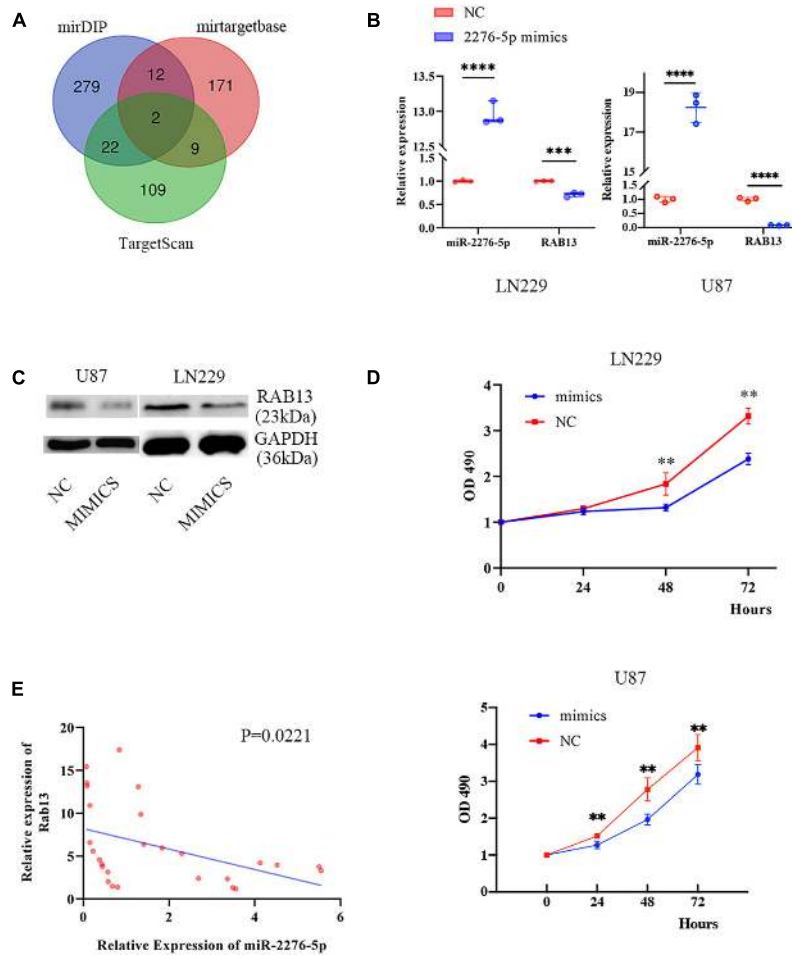 A
mirDIP
mirtargetbase
279
12
171
2
22
9
109
TargetScan
B
NC
2276-5p mimics
Relative expression
13.5
13.0
12.5
1.5
1.0
0.5
0.0
****
***
miR-2276-5p
RAB13
LN229
Relative expression
19
17
15
1.5
1.0
0.5
0.0
****
****
miR-2276-5p
RAB13
U87
C
U87
LN229
RAB13
(23kDa)
GAPDH
(36kDa)
NC
MIMICS
NC
MIMICS
D
LN229
mimics
NC
OD 490
4
3
2
1
0
**
**
0
24
48
72
Hours
E
P=0.0221
Relative expression of
Rab13
20
15
10
5
0
0
2
4
6
Relative Expression of miR-2276-5p
U87
mimics
NC
OD 490
5
4
3
2
1
0
**
**
**
0
24
48
72
Hours